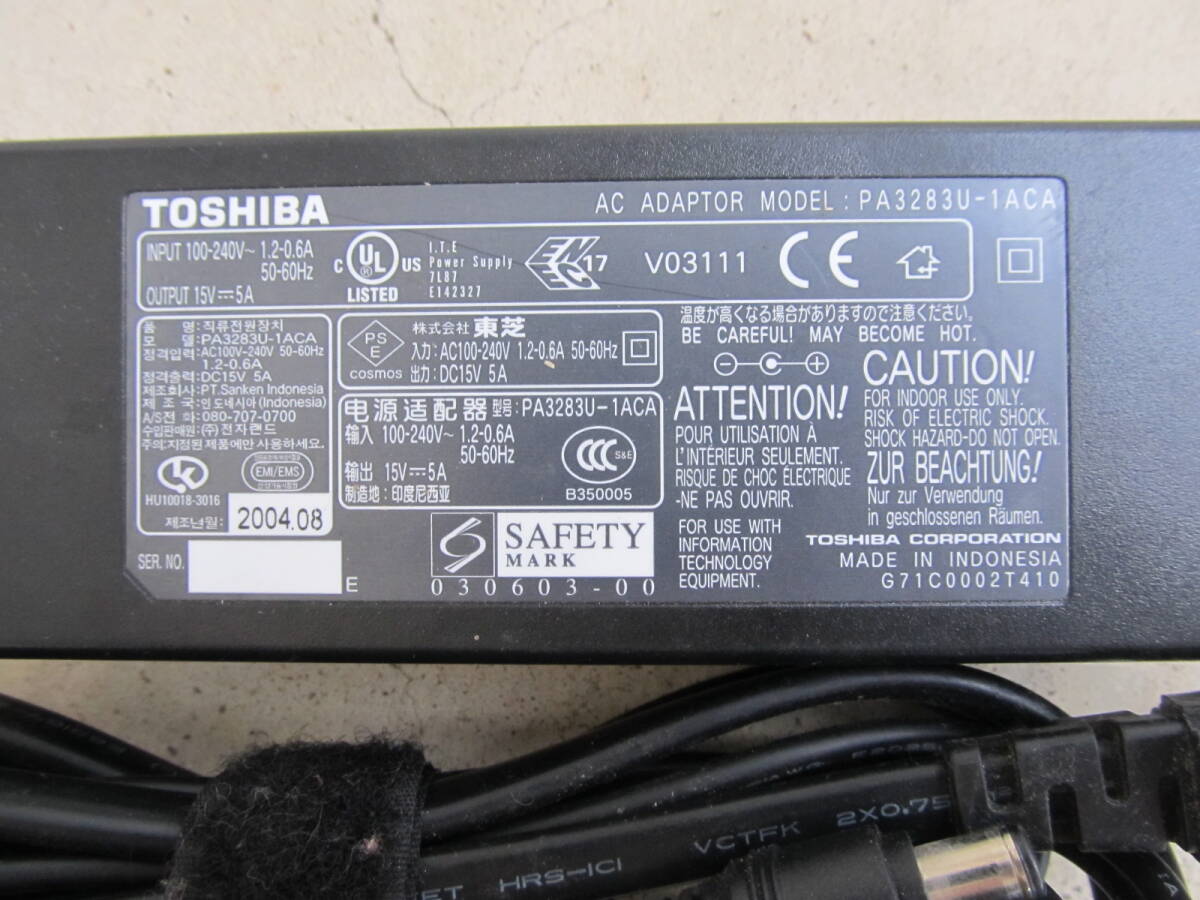 TOSHIBA
AC ADAPTOR MODEL : PA3283U-1ACA
INPUT 100-240V~ 1.2-0.6A
50-60Hz
OUTPUT 15V⎓5A
C UL US
®
LISTED
I.T.E
Power Supply
7L87
E142327
17
V03111
CE
품 명:직류전원장치
모 델:PA3283U-1ACA
정격입력:AC100V-240V 50-60Hz
1.2-0.6A
정격출력:DC15V 5A
제조회사:PT.Sanken Indonesia
제 조 국:인도네시아(Indonesia)
A/S전화:080-707-0700
수입판매원:(주)전자랜드
주의:지정된 제품에만 사용하세요.
EMI/EMS
HU10018-3016
제조년월: 2004.08
SER. NO.
E
PS
E
COSMOS
株式会社 東芝
入力:AC100-240V 1.2-0.6A 50-60Hz
出力:DC15V 5A
电源适配器 型号:PA3283U-1ACA
输入 100-240V~ 1.2-0.6A
50-60Hz
输出 15V⎓5A
制造地:印度尼西亚
CCC S&E
B350005
S SAFETY
MARK
030603-00
温度が高くなる場合がありますので注意ください。
BE CAREFUL! MAY BECOME HOT.
ATTENTION!
POUR UTILISATION À
L'INTÉRIEUR SEULEMENT.
RISQUE DE CHOC ÉLECTRIQUE
-NE PAS OUVRIR.
FOR USE WITH
INFORMATION
TECHNOLOGY
EQUIPMENT.
CAUTION!
FOR INDOOR USE ONLY.
RISK OF ELECTRIC SHOCK.
SHOCK HAZARD-DO NOT OPEN.
ZUR BEACHTUNG!
Nur zur Verwendung
in geschlossenen Räumen.
TOSHIBA CORPORATION
MADE IN INDONESIA
G71C0002T410
HRS-ICI VCTFK 2X0.75